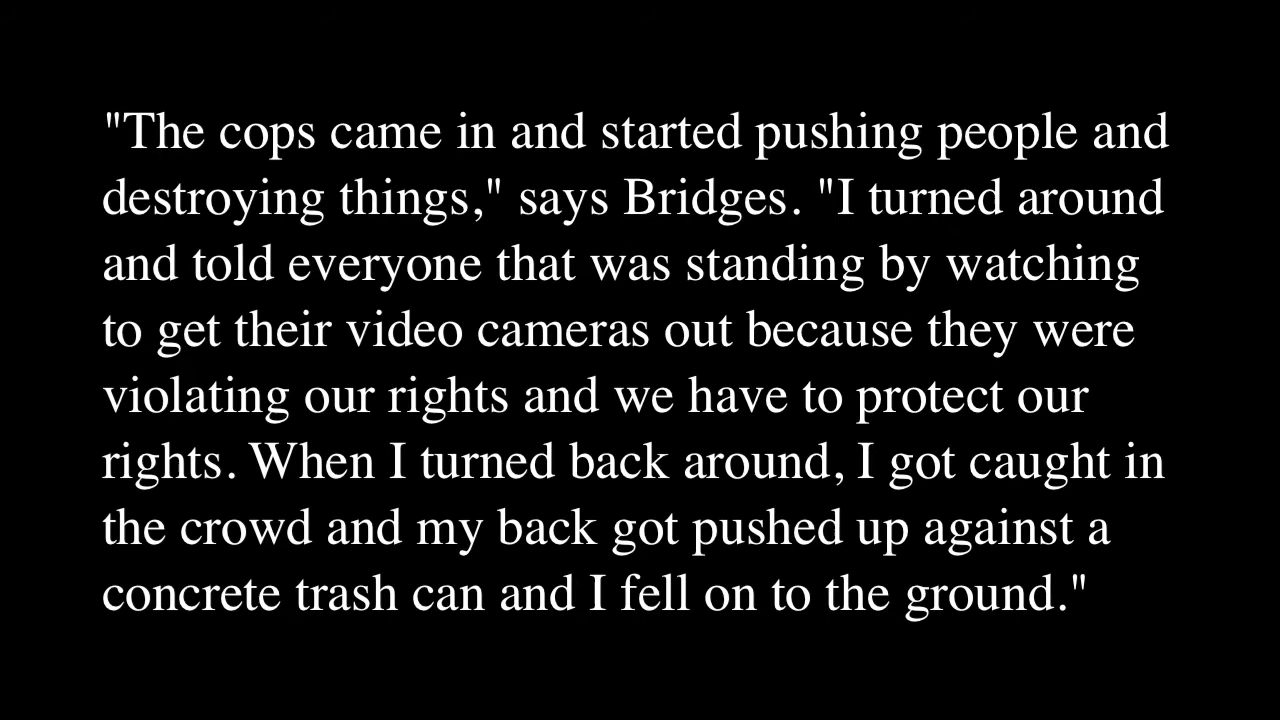 "The cops came in and started pushing people and
destroying things," says Bridges. "I turned around
and told everyone that was standing by watching
to get their video cameras out because they were
violating our rights and we have to protect our
rights. When I turned back around, I got caught in
the crowd and my back got pushed up against a
concrete trash can and I fell on to the ground."